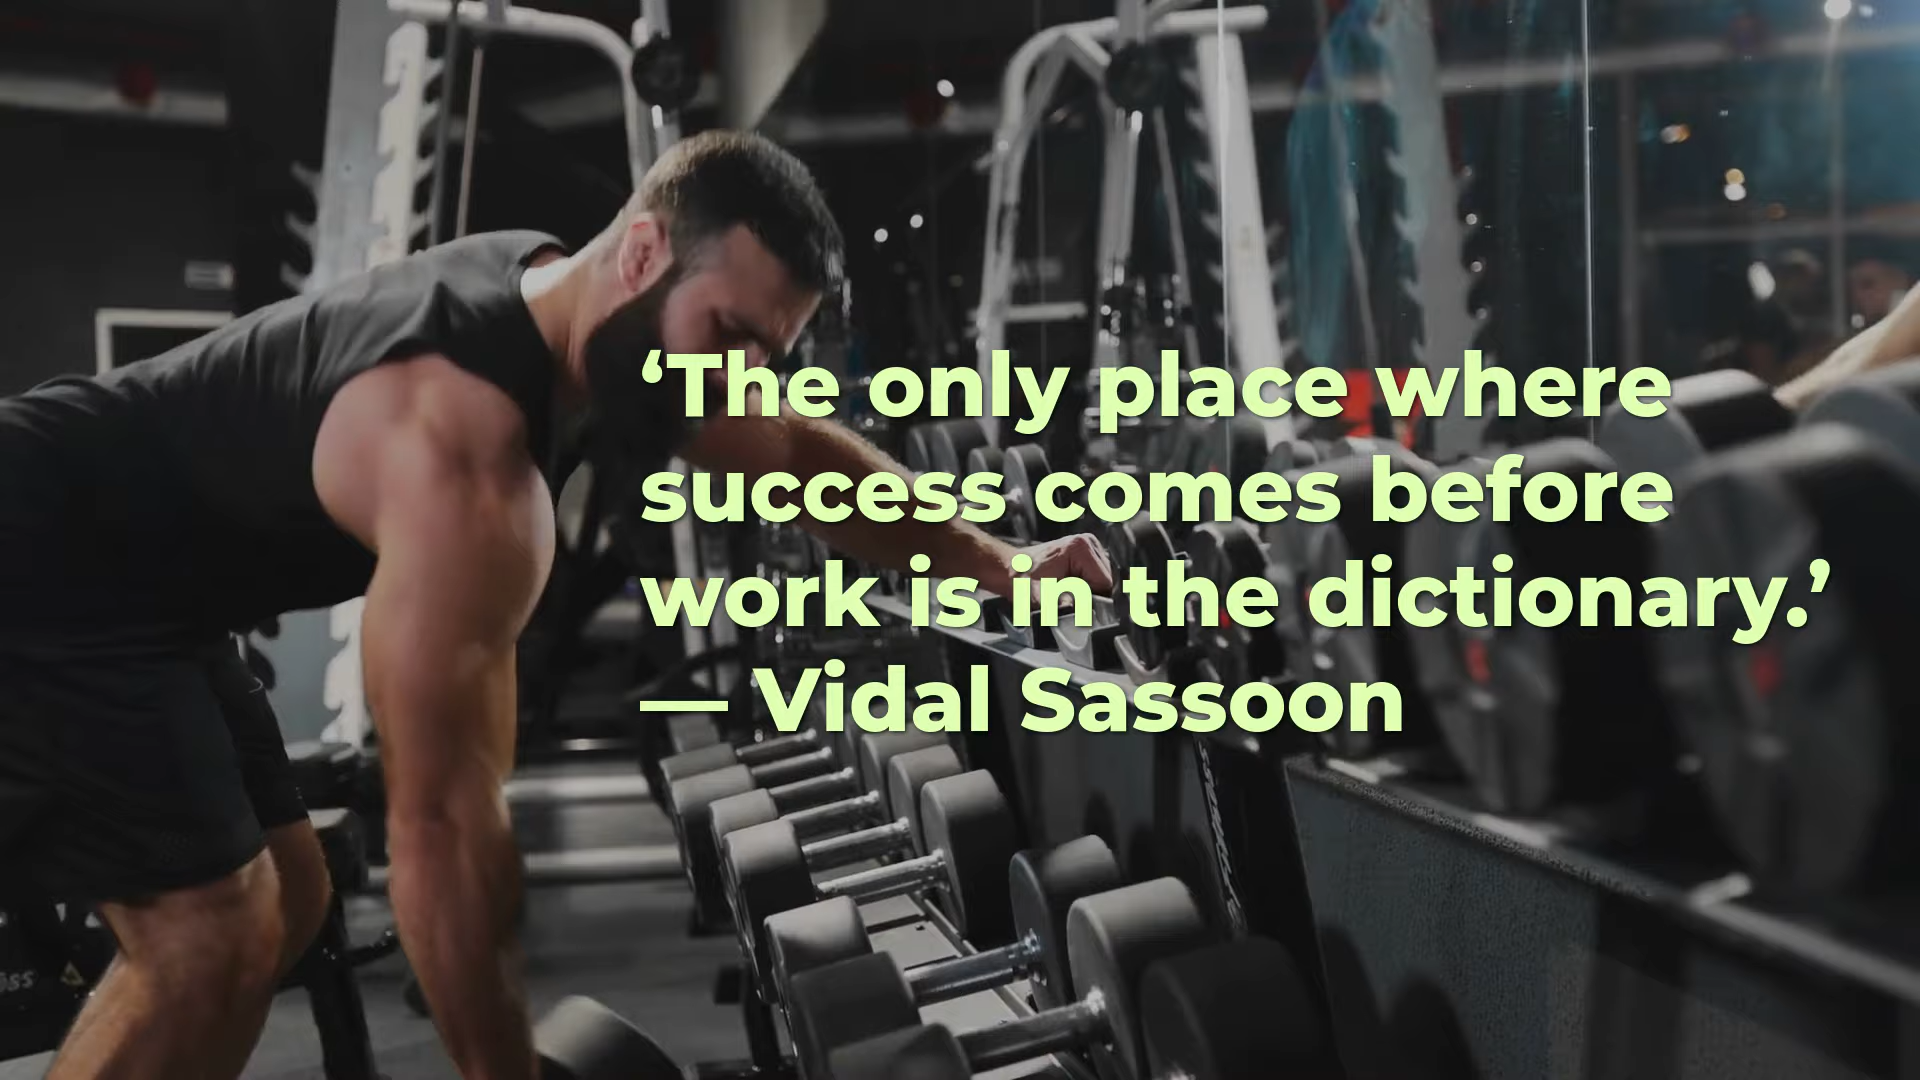 ‘The only place where
success comes before
work is in the dictionary.’
— Vidal Sassoon